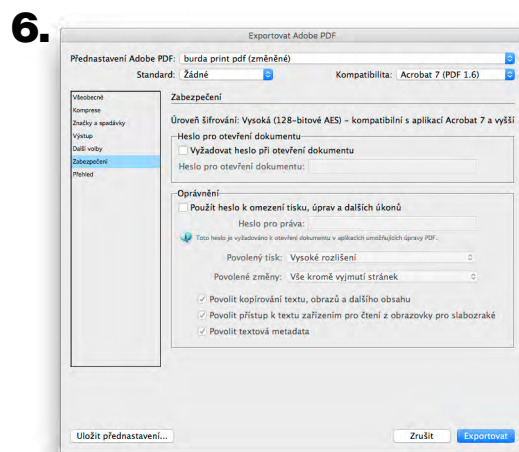 6.
Exportovat Adobe PDF
Přednastavení Adobe PDF: burda print pdf (změněné)
Standard: Žádné Kompatibilita: Acrobat 7 (PDF 1.6)
Všeobecné
Komprese
Značky a spadávky
Výstup
Další volby
Zabezpečení
Přehled
Zabezpečení
Úroveň šifrování: Vysoká (128-bitové AES) – kompatibilní s aplikací Acrobat 7 a vyšší
Heslo pro otevření dokumentu
Vyžadovat heslo při otevření dokumentu
Heslo pro otevření dokumentu:
Oprávnění
Použít heslo k omezení tisku, úprav a dalších úkonů
Heslo pro práva:
Toto heslo je vyžadováno k otevření dokumentu v aplikacích umožňujících úpravy PDF.
Povolený tisk: Vysoké rozlišení
Povolené změny: Vše kromě vyjmutí stránek
Povolit kopírování textu, obrazů a dalšího obsahu
Povolit přístup k textu zařízením pro čtení z obrazovky pro slabozraké
Povolit textová metadata
Uložit přednastavení... Zrušit Exportovat